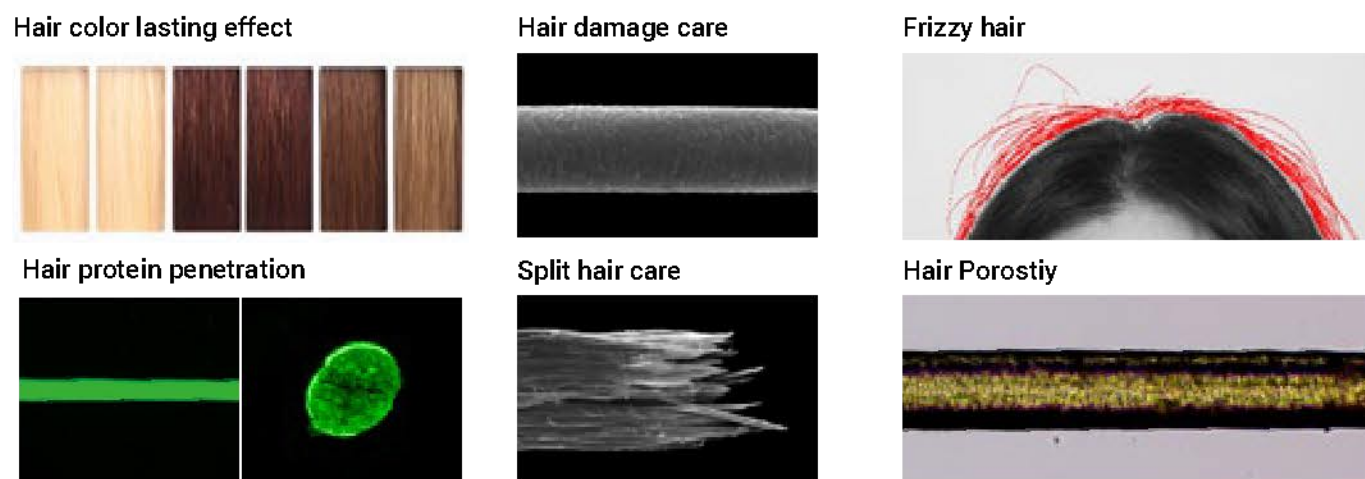 Hair color lasting effect
Hair damage care
Frizzy hair
Hair protein penetration
Split hair care
Hair Porostiy